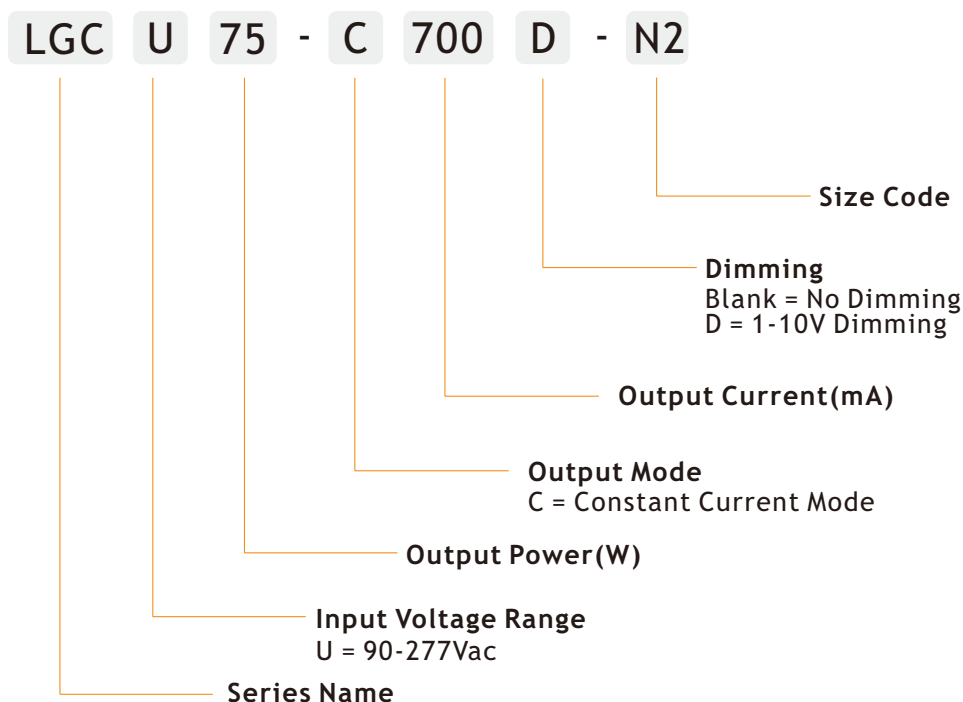 LGC U 75 - C 700 D - N2
Size Code
Dimming
Blank = No Dimming
D = 1-10V Dimming
Output Current(mA)
Output Mode
C = Constant Current Mode
Output Power(W)
Input Voltage Range
U = 90-277Vac
Series Name